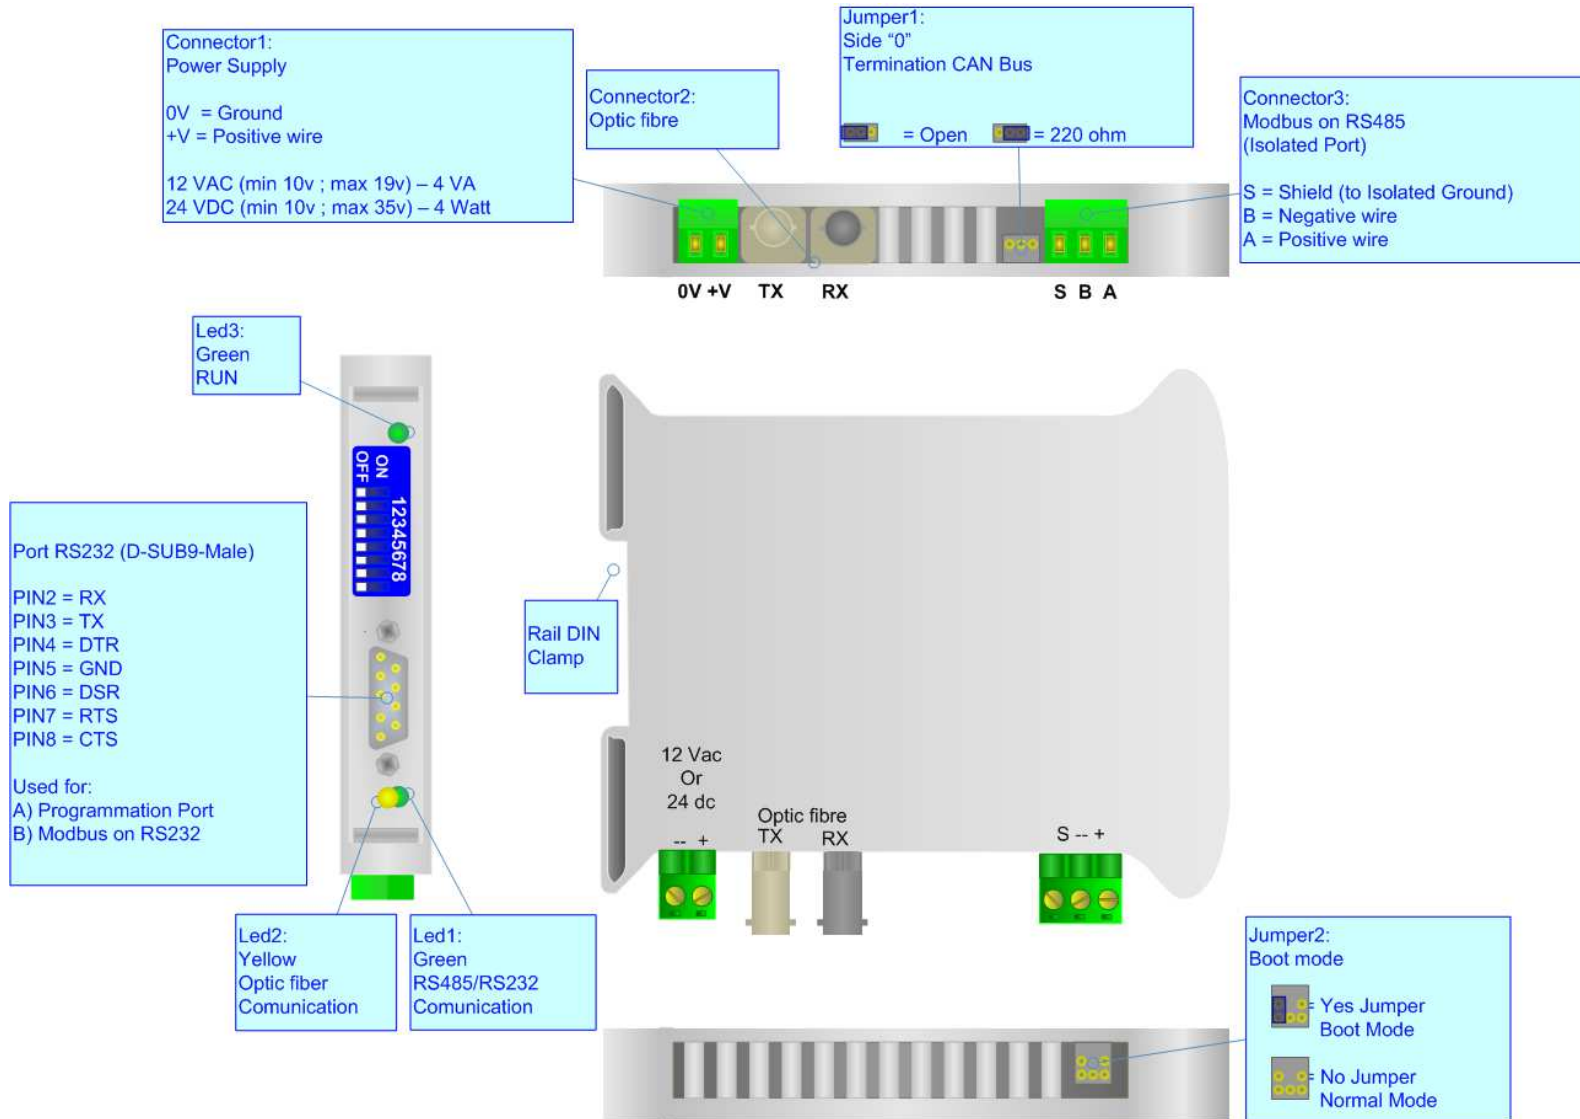 Connector1:
Power Supply
0V = Ground
+V = Positive wire
12 VAC (min 10v ; max 19v) – 4 VA
24 VDC (min 10v ; max 35v) – 4 Watt
Connector2:
Optic fibre
Jumper1:
Side “0”
Termination CAN Bus
= Open = 220 ohm
Connector3:
Modbus on RS485
(Isolated Port)
S = Shield (to Isolated Ground)
B = Negative wire
A = Positive wire
0V +V TX RX S B A
Led3:
Green
RUN
ON
OFF
12345678
Port RS232 (D-SUB9-Male)
PIN2 = RX
PIN3 = TX
PIN4 = DTR
PIN5 = GND
PIN6 = DSR
PIN7 = RTS
PIN8 = CTS
Used for:
A) Programmation Port
B) Modbus on RS232
Rail DIN
Clamp
12 Vac
Or
24 dc
-- +
Optic fibre
TX RX
S -- +
Led2:
Yellow
Optic fiber
Comunication
Led1:
Green
RS485/RS232
Comunication
Jumper2:
Boot mode
= Yes Jumper
Boot Mode
= No Jumper
Normal Mode